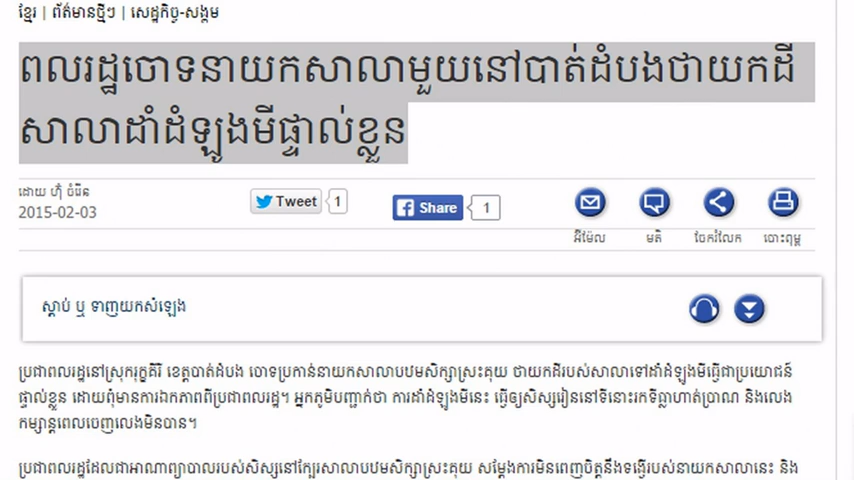 ខ្មែរ | ព័ត៌មានថ្មីៗ | សេដ្ឋកិច្ច-សង្គម
ពលរដ្ឋចោទនាយកសាលាមួយនៅបាត់ដំបងថាយកដី
សាលាដាំដំឡូងមីផ្ទាល់ខ្លួន
ដោយ ហ៊ុំ ចំរើន
2015-02-03
Tweet 1
Share 1
អ៊ីម៉ែល មតិ ចែករំលែក បោះពុម្ព
ស្ដាប់ ឬ ទាញយកសំឡេង
ប្រជាពលរដ្ឋនៅស្រុករុក្ខគិរី ខេត្តបាត់ដំបង ចោទប្រកាន់នាយកសាលាបឋមសិក្សាស្រះគុយ ថាយកដីរបស់សាលាទៅដាំដំឡូងមីធ្វើជាប្រយោជន៍
ផ្ទាល់ខ្លួន ដោយពុំមានការឯកភាពពីប្រជាពលរដ្ឋ។ អ្នកភូមិបញ្ជាក់ថា ការដាំដំឡូងមីនេះ ធ្វើឲ្យសិស្សរៀននៅទីនោះរកទីធ្លាហាត់ប្រាណ និងលេង
កម្សាន្តពេលចេញលេងមិនបាន។
ប្រជាពលរដ្ឋដែលជាអាណាព្យាបាលរបស់សិស្សនៅក្បែរសាលាបឋមសិក្សាស្រះគុយ សម្ដែងការមិនពេញចិត្តនឹងទង្វើរបស់នាយកសាលានេះ និង